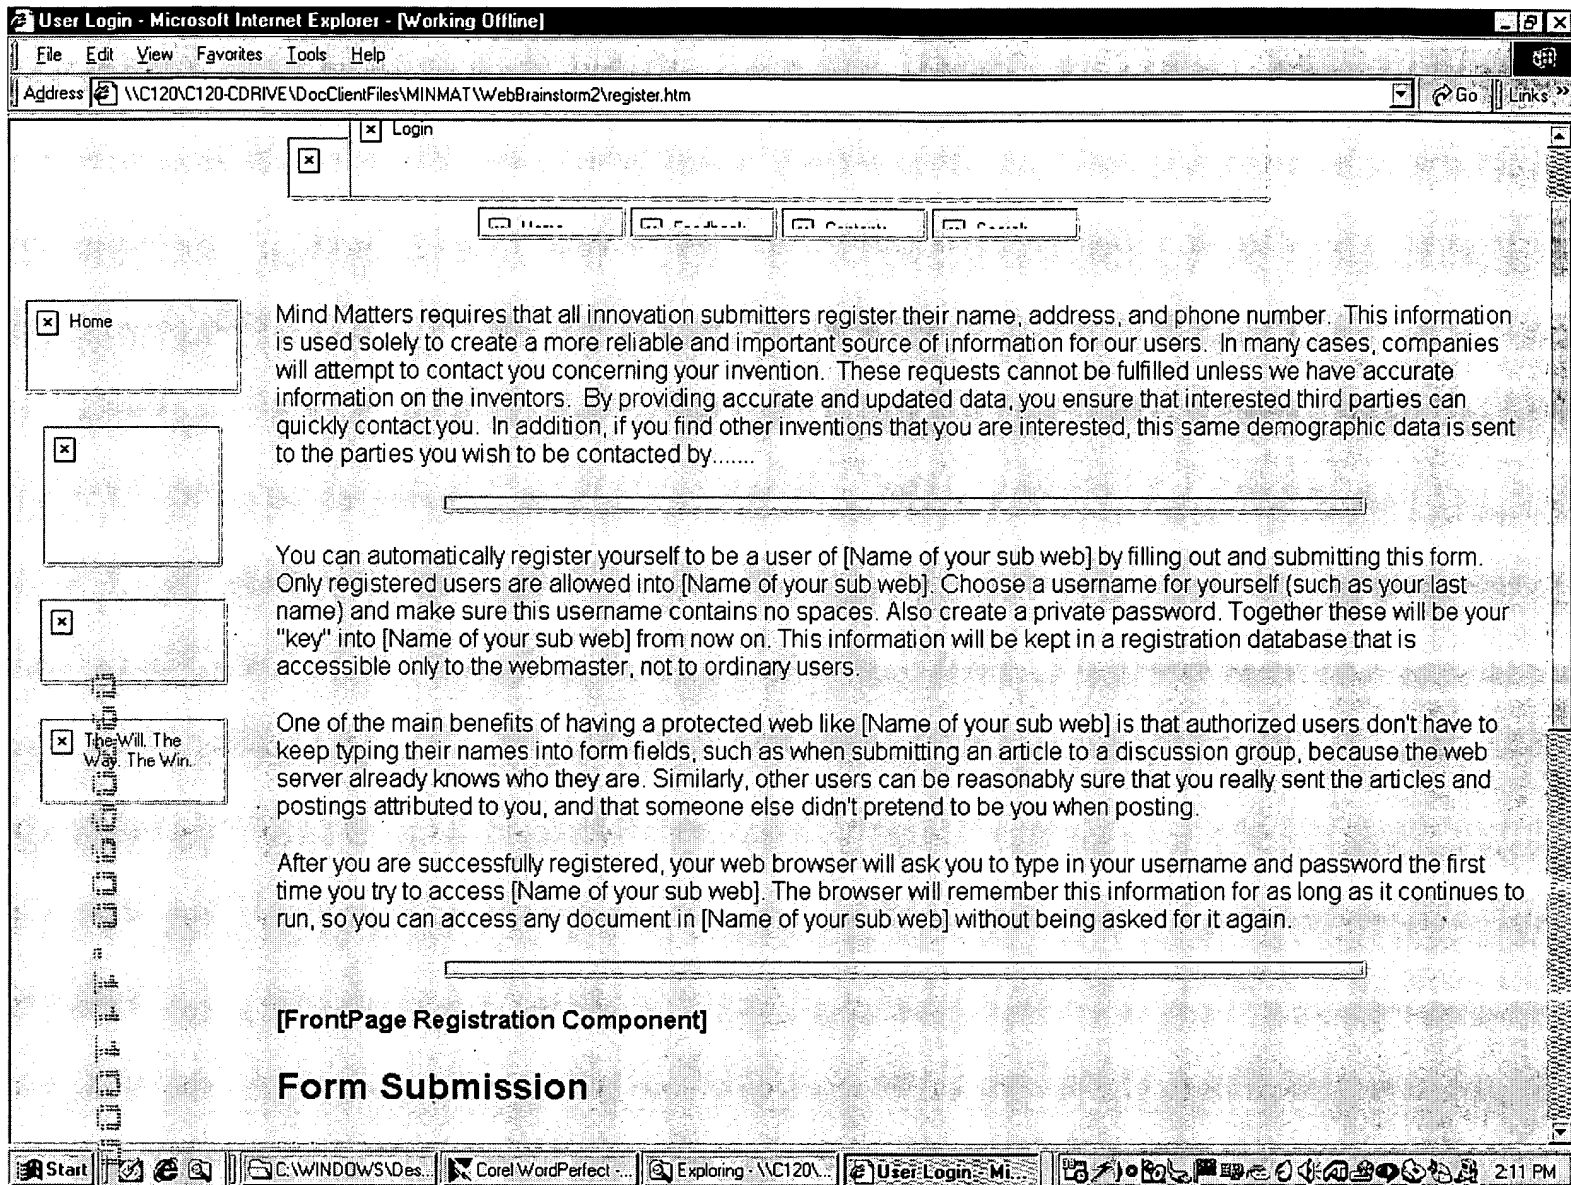 User Login - Microsoft Internet Explorer - [Working Offline]
File Edit View Favorites Tools Help
Address \\C120\C120-CDRIVE\DocClientFiles\MINMAT\WebBrainstorm2\register.htm Go Links »
Login
Home Feedback Contents Search
Home
Mind Matters requires that all innovation submitters register their name, address, and phone number. This information
is used solely to create a more reliable and important source of information for our users. In many cases, companies
will attempt to contact you concerning your invention. These requests cannot be fulfilled unless we have accurate
information on the inventors. By providing accurate and updated data, you ensure that interested third parties can
quickly contact you. In addition, if you find other inventions that you are interested, this same demographic data is sent
to the parties you wish to be contacted by.......
You can automatically register yourself to be a user of [Name of your sub web] by filling out and submitting this form.
Only registered users are allowed into [Name of your sub web]. Choose a username for yourself (such as your last
name) and make sure this username contains no spaces. Also create a private password. Together these will be your
"key" into [Name of your sub web] from now on. This information will be kept in a registration database that is
accessible only to the webmaster, not to ordinary users.
The Will. The
Way. The Win.
One of the main benefits of having a protected web like [Name of your sub web] is that authorized users don't have to
keep typing their names into form fields, such as when submitting an article to a discussion group, because the web
server already knows who they are. Similarly, other users can be reasonably sure that you really sent the articles and
postings attributed to you, and that someone else didn't pretend to be you when posting.
After you are successfully registered, your web browser will ask you to type in your username and password the first
time you try to access [Name of your sub web]. The browser will remember this information for as long as it continues to
run, so you can access any document in [Name of your sub web] without being asked for it again.
[FrontPage Registration Component]
Form Submission
Start C:\WINDOWS\Des... Corel WordPerfect - ... Exploring - \\C120\... User Login - Mi... 2:11 PM